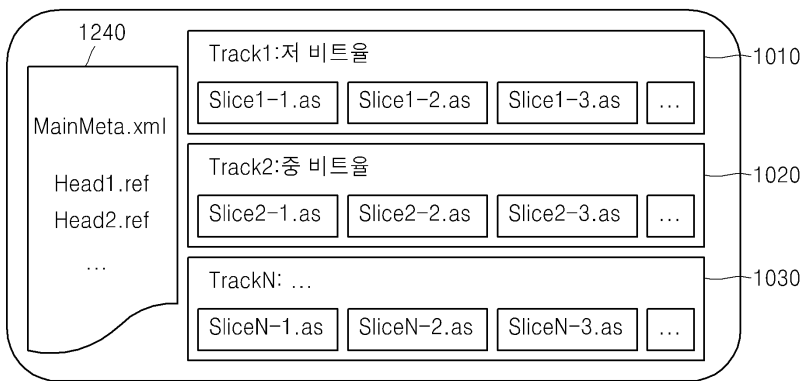 1240
MainMeta.xml
Head1.ref
Head2.ref
...
Track1:저 비트율
1010
Slice1-1.as
Slice1-2.as
Slice1-3.as
...
Track2:중 비트율
1020
Slice2-1.as
Slice2-2.as
Slice2-3.as
...
TrackN: ...
1030
SliceN-1.as
SliceN-2.as
SliceN-3.as
...